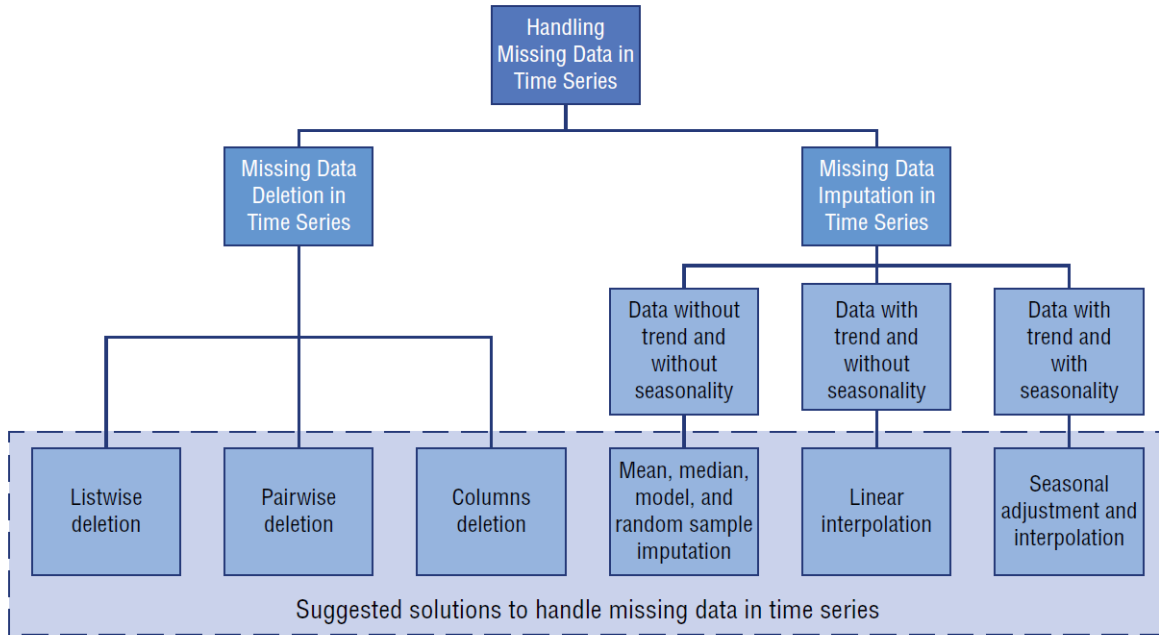 Handling
Missing Data in
Time Series
Missing Data
Deletion in
Time Series
Missing Data
Imputation in
Time Series
Data without
trend and
without
seasonality
Data with
trend and
without
seasonality
Data with
trend and
with
seasonality
Listwise
deletion
Pairwise
deletion
Columns
deletion
Mean, median,
model, and
random sample
imputation
Linear
interpolation
Seasonal
adjustment and
interpolation
Suggested solutions to handle missing data in time series